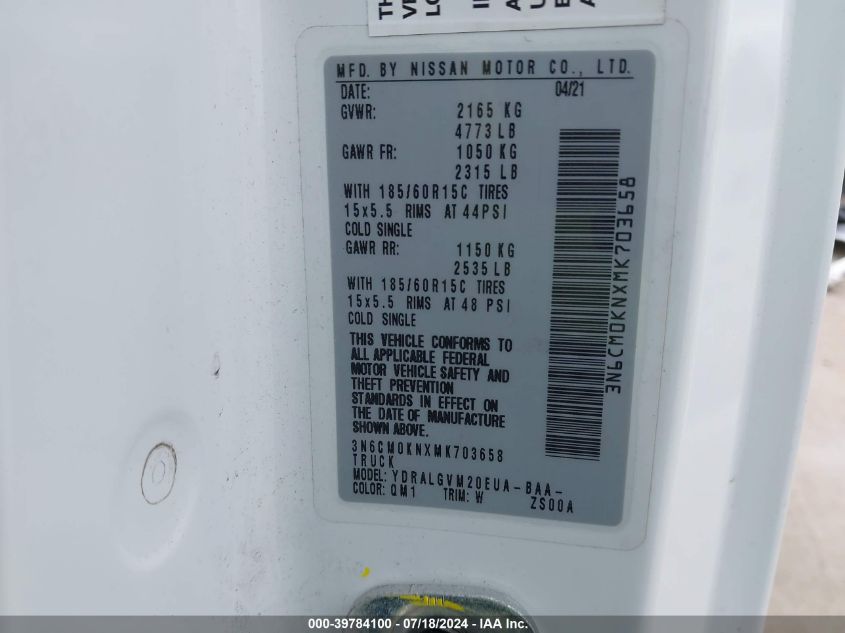 MFD. BY NISSAN MOTOR CO., LTD.
DATE: 04/21
GVWR: 2165 KG
4773 LB
GAWR FR: 1050 KG
2315 LB
WITH 185/60R15C TIRES
15x5.5 RIMS AT 44PSI
COLD SINGLE
GAWR RR: 1150 KG
2535 LB
WITH 185/60R15C TIRES
15x5.5 RIMS AT 48 PSI
COLD SINGLE
THIS VEHICLE CONFORMS TO
ALL APPLICABLE FEDERAL
MOTOR VEHICLE SAFETY AND
THEFT PREVENTION
STANDARDS IN EFFECT ON
THE DATE OF MANUFACTURE
SHOWN ABOVE.
3N6CM0KNXMK703658
TRUCK
MODEL: YDRALGVM20EUA-BAA-
COLOR: QM1 TRIM: W ZS00A
3N6CM0KNXMK703658
000-39784100 - 07/18/2024 - IAA Inc.